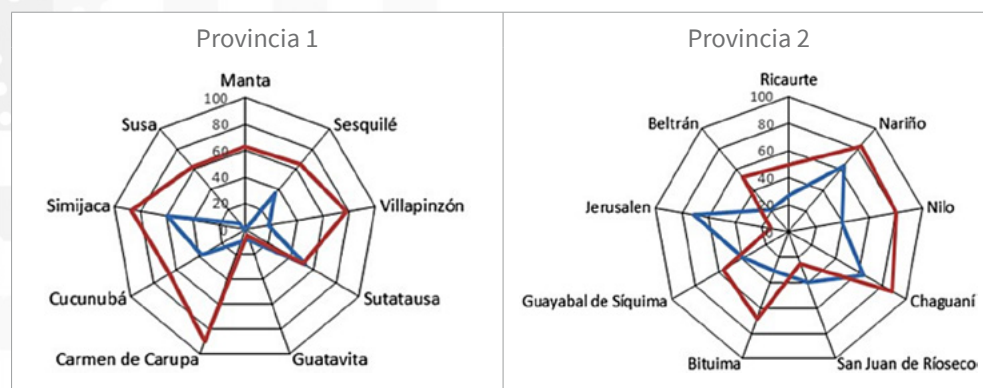 Provincia 1
Manta
100
80
60
40
20
0
Sesquilé
Villapinzón
Sutatausa
Guatavita
Carmen de Carupa
Cucunubá
Simijaca
Susa
Provincia 2
Ricaurte
100
80
60
40
20
0
Nariño
Nilo
Chaguaní
San Juan de Ríoseco
Bituima
Guayabal de Síquima
Jerusalen
Beltrán